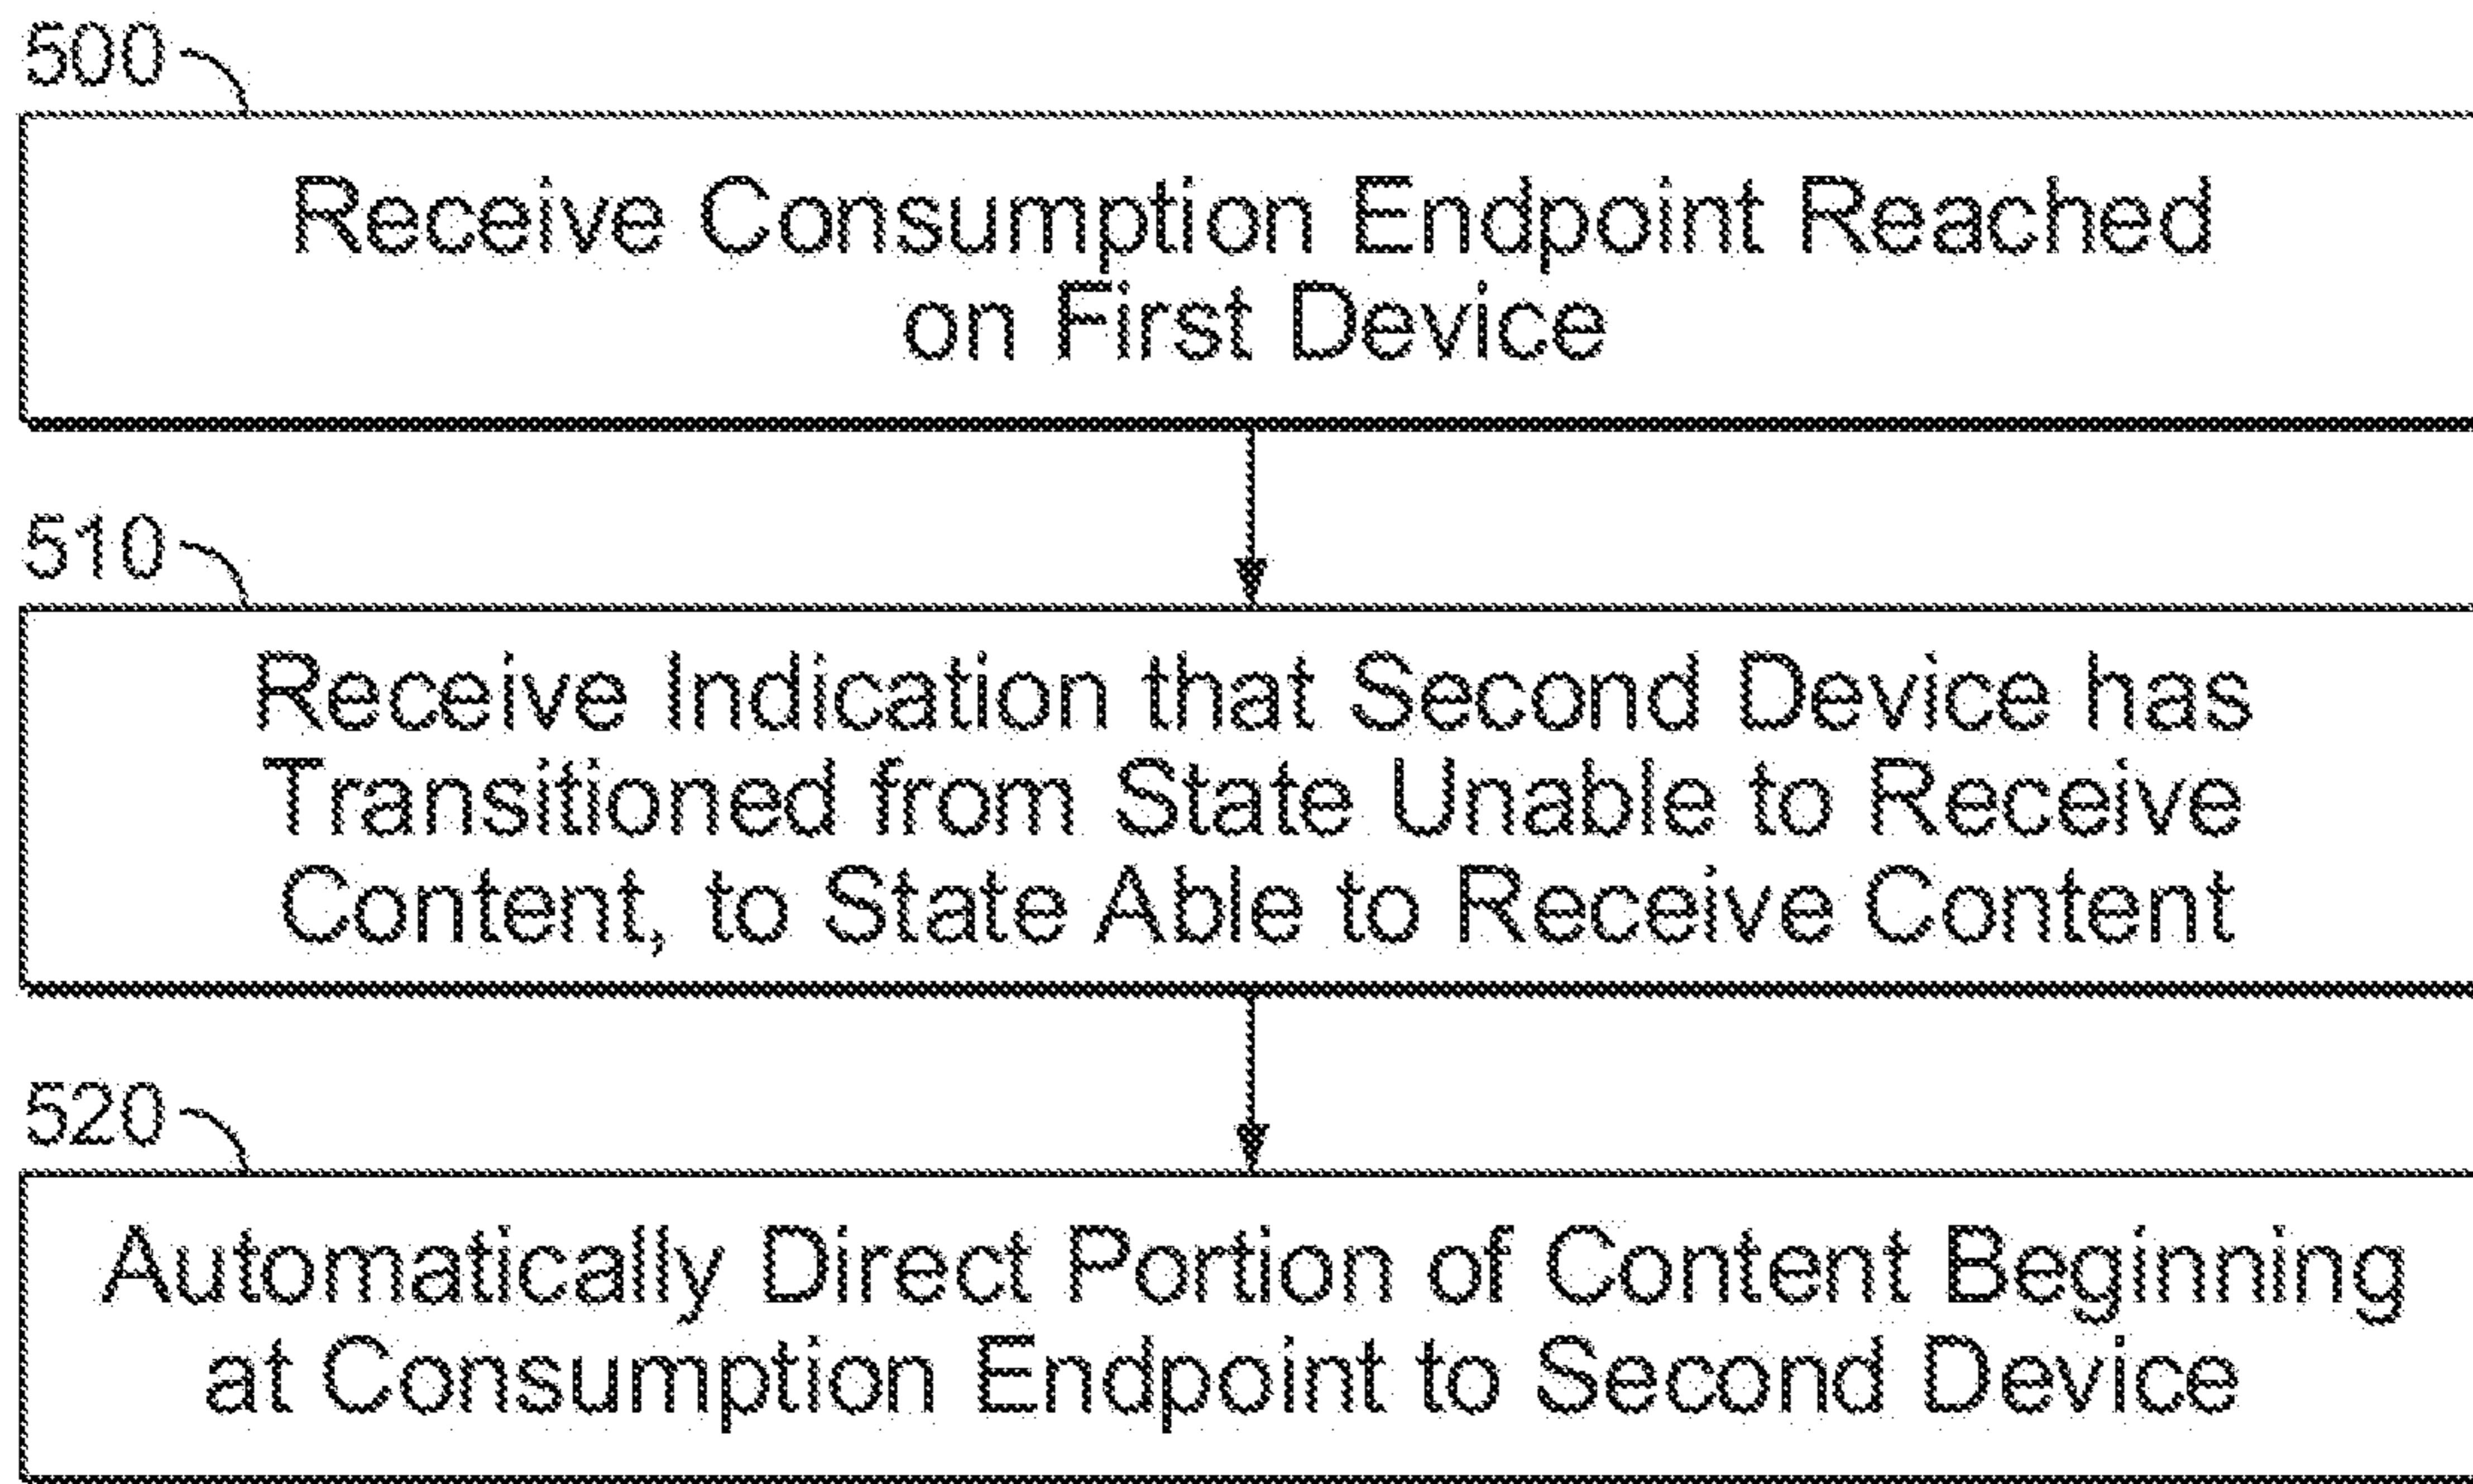 500
Receive Consumption Endpoint Reached
on First Device
510
Receive Indication that Second Device has
Transitioned from State Unable to Receive
Content, to State Able to Receive Content
520
Automatically Direct Portion of Content Beginning
at Consumption Endpoint to Second Device